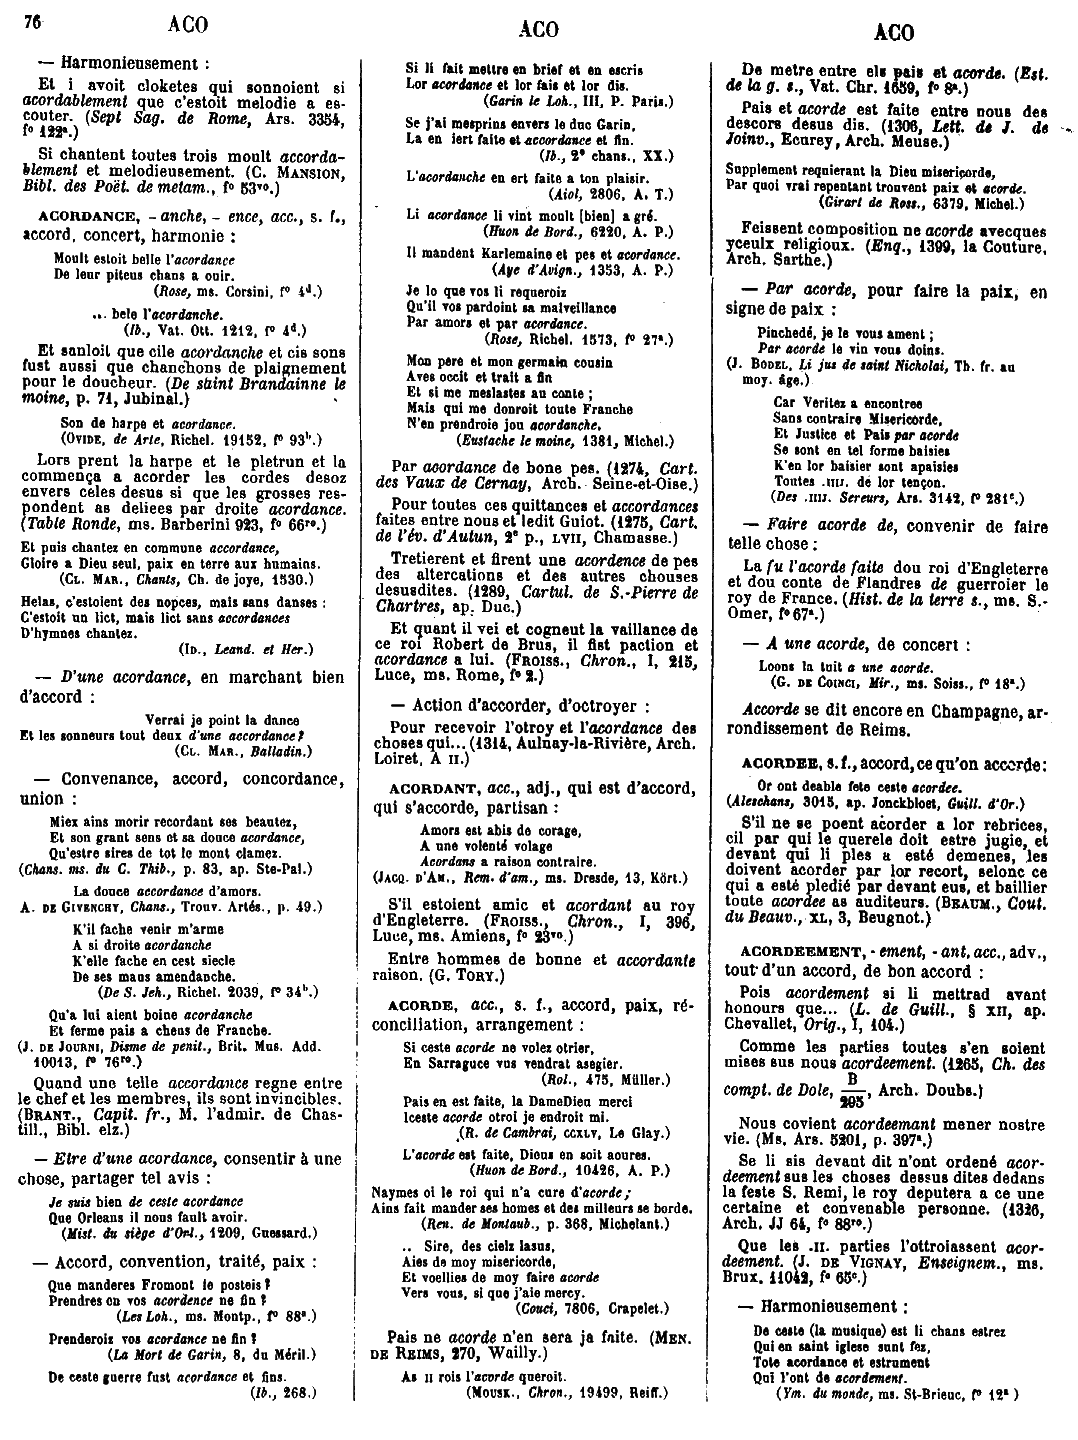 76 ACO
ACO
ACO
— Harmonieusement :
Et i avoit cloketes qui sonnoient si
acordablement que c'estoit melodie a es-
couter. (Sept Sag. de Rome, Ars. 3354,
fº 122ª.)
Si chantent toutes trois moult accorda-
blement et melodieusement. (C. MANSION,
Bibl. des Poët. de metam., fº 53vo.)
ACORDANCE, - anche, - ence, acc., s. f.,
accord, concert, harmonie :
Moult estoit belle l'acordance
De leur piteus chans a ouir.
(Rose, ms. Corsini, fº 4d.)
... bele l'acordanche.
(Ib., Vat. Ott. 1212, fº 4d.)
Et sanloit que cile acordanche et cis sons
fust aussi que chanchons de plaignement
pour le doucheur. (De saint Brandainne le
moine, p. 71, Jubinal.)
Son de harpe et acordance.
(OVIDE, de Arte, Richel. 19152, fº 93b.)
Lors prent la harpe et le pletrun et la
commença a acorder les cordes desoz
envers celes desus si que les grosses res-
pondent as deliees par droite acordance.
(Table Ronde, ms. Barberini 923, fº 66ro.)
Et puis chantez en commune accordance,
Gloire a Dieu seul, paix en terre aux humains.
(CL. MAR., Chants, Ch. de joye, 1530.)
Helas, c'estoient des nopces, mais sans danses :
C'estoit un lict, mais lict sans accordances
D'hymnes chantez.
(ID., Leand. et Her.)
— D'une acordance, en marchant bien
d'accord :
Verrai je point la dance
Et les sonneurs tout deux d'une accordance ?
(CL. MAR., Balladin.)
— Convenance, accord, concordance,
union :
Miex ains morir recordant ses beautez,
Et son grant sens et sa douce acordance,
Qu'estre sires de tot le mont clamez.
(Chans. ms. du C. Thib., p. 83, ap. Ste-Pal.)
La douce accordance d'amors.
A. DE GIVENCHY, Chans., Trouv. Artés., p. 49.)
K'il fache venir m'arme
A si droite acordanche
K'elle fache en cest siecle
De ses maus amendanche.
(De S. Jeh., Richel. 2039, fº 34b.)
Qu'a lui aient boine acordanche
Et ferme pais a cheus de Franche.
(J. DE JOURNI, Disme de penit., Brit. Mus. Add.
10013, fº 76ro.)
Quand une telle accordance regne entre
le chef et les membres, ils sont invincibles.
(BRANT., Capit. fr., M. l'admir. de Chas-
till., Bibl. elz.)
— Etre d'une acordance, consentir à une
chose, partager tel avis :
Je suis bien de ceste acordance
Que Orleans il nous fault avoir.
(Mist. du siège d'Orl., 1209, Guessard.)
— Accord, convention, traité, paix :
Que manderes Fromont le posteis ?
Prendres en vos acordence ne fin ?
(Les Loh., ms. Montp., fº 88ª.)
Prenderoiz vos acordance ne fin ?
(La Mort de Garin, 8, du Méril.)
De ceste guerre fust acordance et fins.
(Ib., 268.)
Si li fait mettre en brief et en escris
Lor acordance et lor fais et lor dis.
(Garin le Loh., III, P. Paris.)
Se j'ai mesprins envers le duc Garin,
La en iert faite et accordance et fin.
(Ib., 2e chans., XX.)
L'acordanche en ert faite a ton plaisir.
(Aiol, 2806, A. T.)
Li acordance li vint moult [bien] a gré.
(Huon de Bord., 6220, A. P.)
Il mandent Karlemaine et pes et acordance.
(Aye d'Avign., 1353, A. P.)
Je lo que vos li requeroiz
Qu'il vos pardoint sa malveillance
Par amors et par acordance.
(Rose, Richel. 1573, fº 27ª.)
Mon pere et mon germain cousin
Aves occit et trait a fin
Et si me meslastes au conte ;
Mais qui me donroit toute Franche
N'en prendroie jou acordanche.
(Eustache le moine, 1381, Michel.)
Par acordance de bone pes. (1274, Cart.
des Vaux de Cernay, Arch. Seine-et-Oise.)
Pour toutes ces quittances et accordances
faites entre nous et ledit Guiot. (1275, Cart.
de l'év. d'Autun, 2e p., LVII, Chamasse.)
Tretierent et firent une acordence de pes
des altercations et des autres chouses
desusdites. (1289, Cartul. de S.-Pierre de
Chartres, ap. Duc.)
Et quant il vei et cogneut la vaillance de
ce roi Robert de Brus, il fist paction et
acordance a lui. (FROISS., Chron., I, 215,
Luce, ms. Rome, fº 2.)
— Action d'accorder, d'octroyer :
Pour recevoir l'otroy et l'acordance des
choses qui... (1314, Aulnay-la-Rivière, Arch.
Loiret, A II.)
ACORDANT, acc., adj., qui est d'accord,
qui s'accorde, partisan :
Amors est abis de corage,
A une volenté volage
Acordans a raison contraire.
(JACQ. D'AM., Rem. d'am., ms. Dresde, 13, Kört.)
S'il estoient amic et acordant au roy
d'Engleterre. (FROISS., Chron., I, 396,
Luce, ms. Amiens, fº 23vo.)
Entre hommes de bonne et accordante
raison. (G. TORY.)
ACORDE, acc., s. f., accord, paix, ré-
conciliation, arrangement :
Si ceste acorde ne volez otrier,
En Sarraguce vus vendrat asegier.
(Rol., 475, Müller.)
Pais en est faite, la DameDieu merci
Iceste acorde otroi je endroit mi.
(R. de Cambrai, CCXLV, Le Glay.)
L'acorde est faite, Dieus en soit aoures.
(Huon de Bord., 10426, A. P.)
Naymes oi le roi qui n'a cure d'acorde ;
Ains fait mander ses homes et des milleurs se borde.
(Ren. de Montaub., p. 368, Michelant.)
.. Sire, des cielz lasus,
Aies de moy misericorde,
Et voellies de moy faire acorde
Vers vous, si que j'aie mercy.
(Couci, 7806, Crapelet.)
Pais ne acorde n'en sera ja faite. (MEN.
DE REIMS, 270, Wailly.)
As II rois l'acorde queroit.
(MOUSK., Chron., 19499, Reiff.)
De metre entre els pais et acorde. (Est.
de la g. s., Vat. Chr. 1659, fº 8ª.)
Pais et acorde est faite entre nous des
descors desus dis. (1306, Lett. de J. de
Joinv., Ecurey, Arch. Meuse.)
Supplement requierant la Dieu misericorde,
Par quoi vrai repentant trouvent paix et acorde.
(Girart de Ross., 6379, Michel.)
Feissent composition ne acorde avecques
yceulx religioux. (Enq., 1399, la Couture,
Arch. Sarthe.)
— Par acorde, pour faire la paix, en
signe de paix :
Pinchedé, je le vous ament ;
Par acorde le vin vous doins.
(J. BODEL, Li jus de saint Nicholai, Th. fr. au
moy. âge.)
Car Veritez a encontree
Sans contraire Misericorde,
Et Justice et Pais par acorde
Se sont en tel forme baisies
K'en lor baisier sont apaisies
Toutes .IIII. de lor tençon.
(Des .IIII. Sereurs, Ars. 3142, fº 281c.)
— Faire acorde de, convenir de faire
telle chose :
La fu l'acorde faite dou roi d'Engleterre
et dou conte de Flandres de guerroier le
roy de France. (Hist. de la terre s., ms. S.-
Omer, fº 67ª.)
— A une acorde, de concert :
Loons la tuit a une acorde.
(G. DE COINCI, Mir., ms. Soiss., fº 18ª.)
Accorde se dit encore en Champagne, ar-
rondissement de Reims.
ACORDEE, s. f., accord, ce qu'on accorde :
Or ont deable fete ceste acordee.
(Aleschans, 3015, ap. Jonckbloet, Guill. d'Or.)
S'il ne se poent acorder a lor rebrices,
cil par qui le querele doit estre jugie, et
devant qui li ples a esté demenes, les
doivent acorder par lor recort, selonc ce
qui a esté pledié par devant eus, et baillier
toute acordee as auditeurs. (BEAUM., Cout.
du Beauv., XL, 3, Beugnot.)
ACORDEEMENT, - ement, - ant, acc., adv.,
tout d'un accord, de bon accord :
Pois acordement si li mettrad avant
honours que... (L. de Guill., § XII, ap.
Chevallet, Orig., I, 104.)
Comme les parties toutes s'en soient
mises sus nous acordeement. (1265, Ch. des
compt. de Dole, B/295, Arch. Doubs.)
Nous covient acordeemant mener nostre
vie. (Ms. Ars. 5201, p. 397ª.)
Se li sis devant dit n'ont ordené acor-
deement sus les choses dessus dites dedans
la feste S. Remi, le roy deputera a ce une
certaine et convenable personne. (1326,
Arch. JJ 64, fº 88ro.)
Que les .II. parties l'ottroiassent acor-
deement. (J. DE VIGNAY, Enseignem., ms.
Brux. 11042, fº 65c.)
— Harmonieusement :
De ceste (la musique) est li chans estrez
Qui en saint iglese sunt fez,
Tote acordance et estrument
Qui l'ont de acordement.
(Ym. du monde, ms. St-Brieuc, fº 12ª )